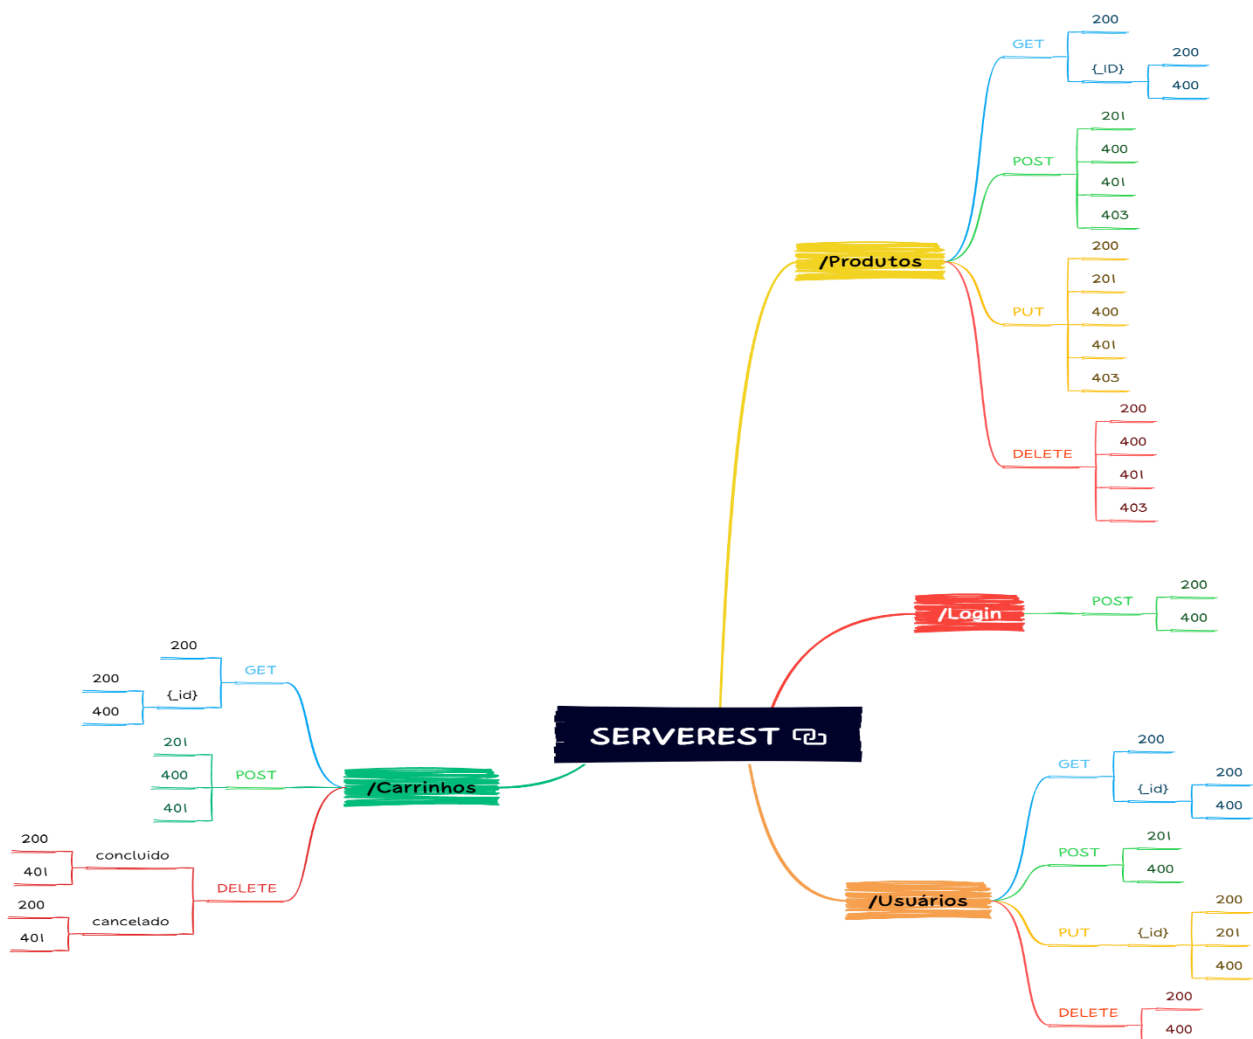 SERVEREST
/Produtos
GET
200
{_ID}
200
400
POST
201
400
401
403
PUT
200
201
400
401
403
DELETE
200
400
401
403
/Login
POST
200
400
/Usuários
GET
200
{_id}
200
400
POST
201
400
PUT
{_id}
200
201
400
DELETE
200
400
/Carrinhos
GET
200
{_id}
200
400
POST
201
400
401
DELETE
concluido
200
401
cancelado
200
401